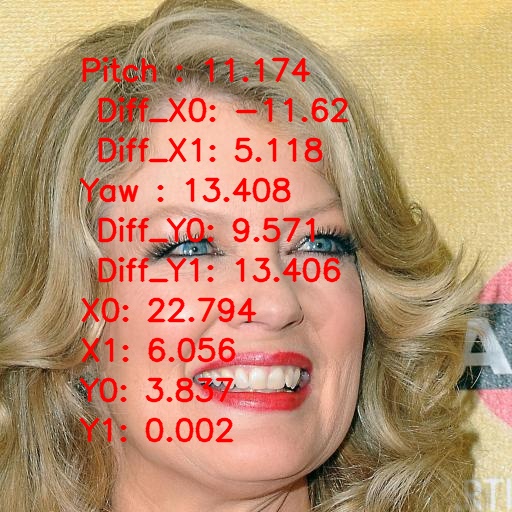 Pitch : 11.174
Diff_X0: -11.62
Diff_X1: 5.118
Yaw : 13.408
Diff_Y0: 9.571
Diff_Y1: 13.406
X0: 22.794
X1: 6.056
Y0: 3.837
Y1: 0.002
A